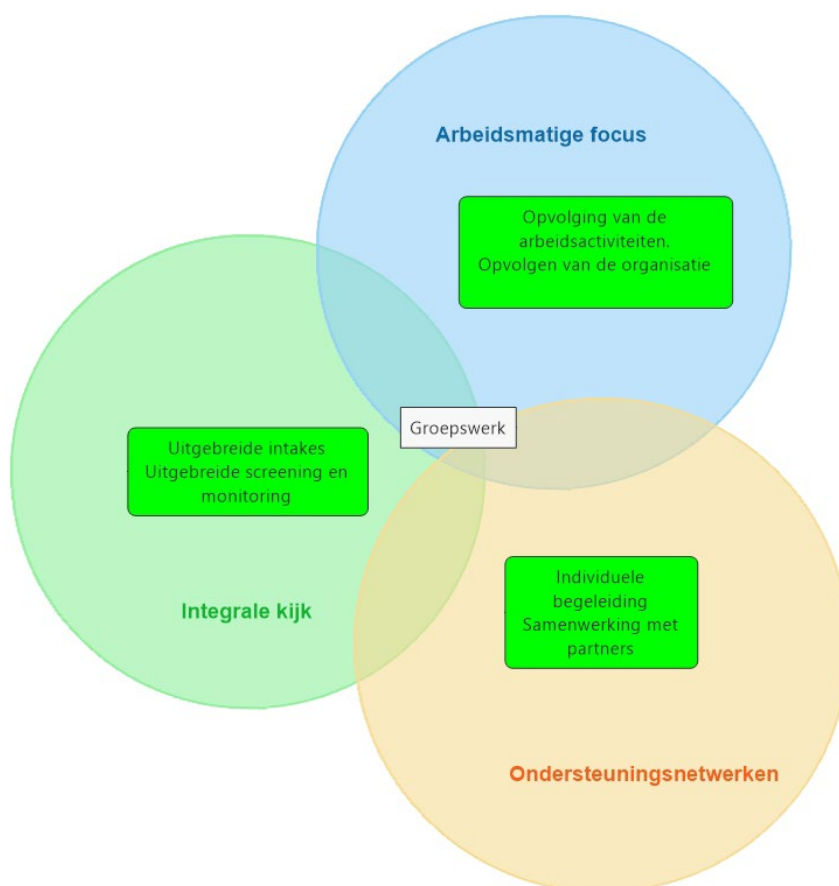 Arbeidsmatige focus
Opvolging van de
arbeidsactiviteiten.
Opvolgen van de organisatie
Groepswerk
Uitgebreide intakes
Uitgebreide screening en
monitoring
Integrale kijk
Individuele
begeleiding
Samenwerking met
partners
Ondersteuningsnetwerken